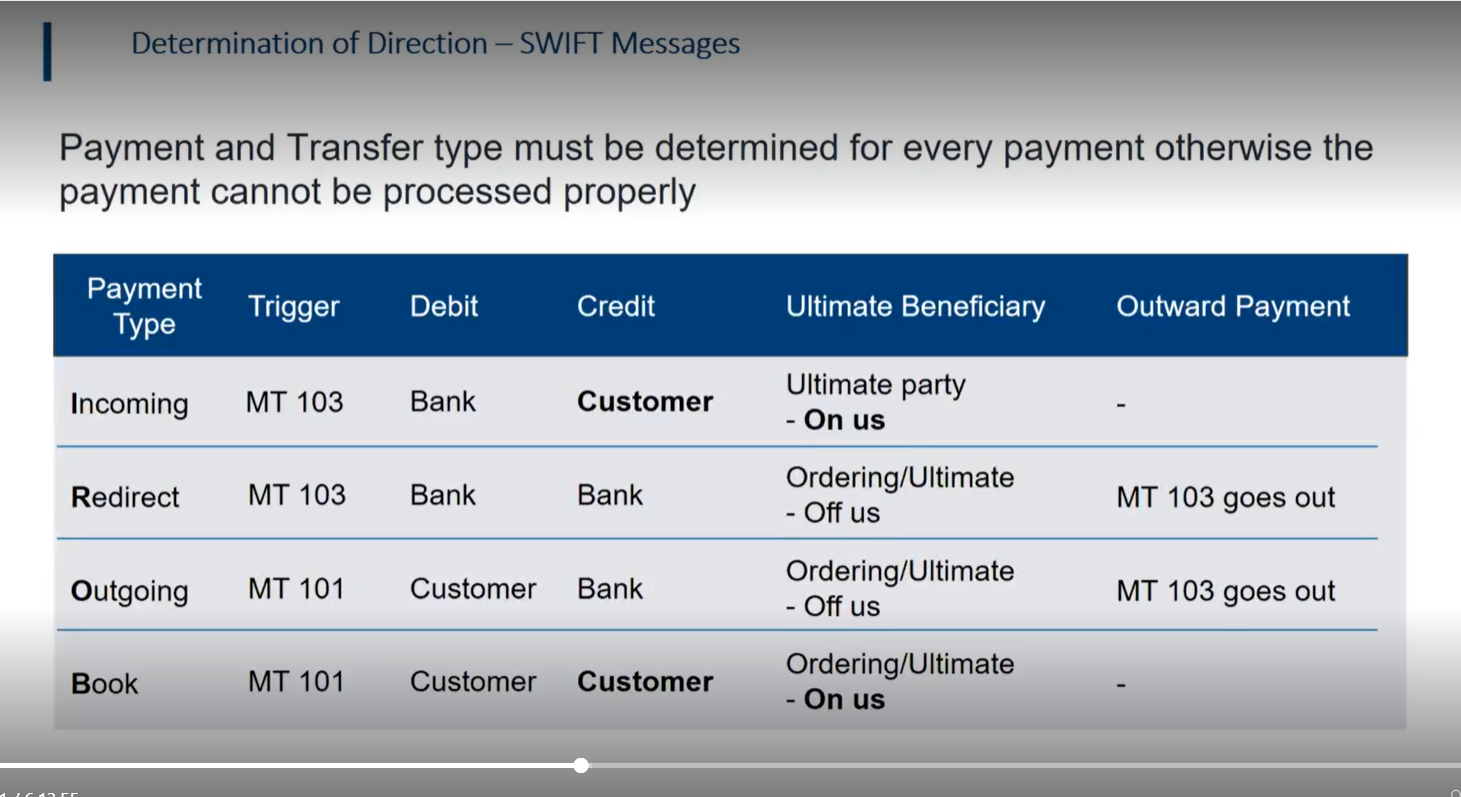 Determination of Direction – SWIFT Messages
Payment and Transfer type must be determined for every payment otherwise the
payment cannot be processed properly
Payment
Type
Trigger
Debit
Credit
Ultimate Beneficiary
Outward Payment
Incoming
MT 103
Bank
Customer
Ultimate party
- On us
-
Redirect
MT 103
Bank
Bank
Ordering/Ultimate
- Off us
MT 103 goes out
Outgoing
MT 101
Customer
Bank
Ordering/Ultimate
- Off us
MT 103 goes out
Book
MT 101
Customer
Customer
Ordering/Ultimate
- On us
-